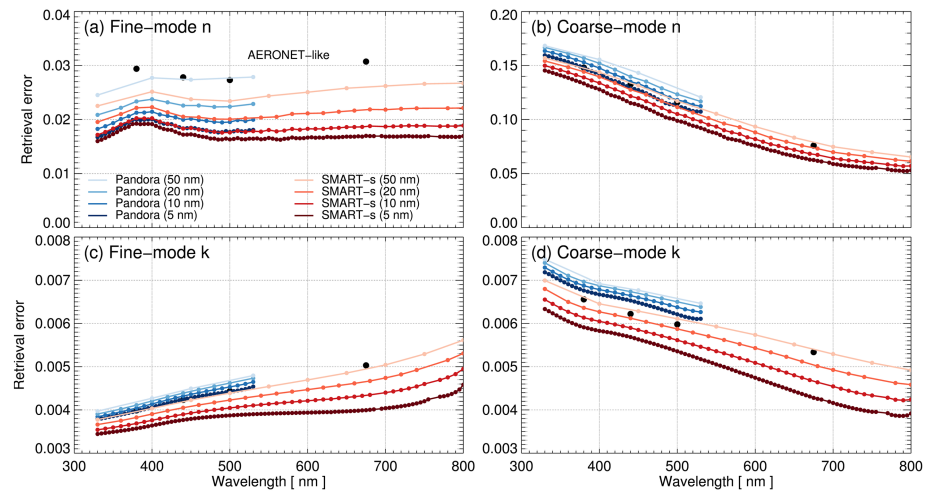 (a) Fine−mode n
(b) Coarse−mode n
AERONET−like
Retrieval error
0.04
0.03
0.02
0.01
0.00
Pandora (50 nm)
Pandora (20 nm)
Pandora (10 nm)
Pandora (5 nm)
SMART−s (50 nm)
SMART−s (20 nm)
SMART−s (10 nm)
SMART−s (5 nm)
0.20
0.15
0.10
0.05
0.00
(c) Fine−mode k
(d) Coarse−mode k
Retrieval error
0.008
0.007
0.006
0.005
0.004
0.003
300 400 500 600 700 800
Wavelength [ nm ]
0.008
0.007
0.006
0.005
0.004
0.003
300 400 500 600 700 800
Wavelength [ nm ]